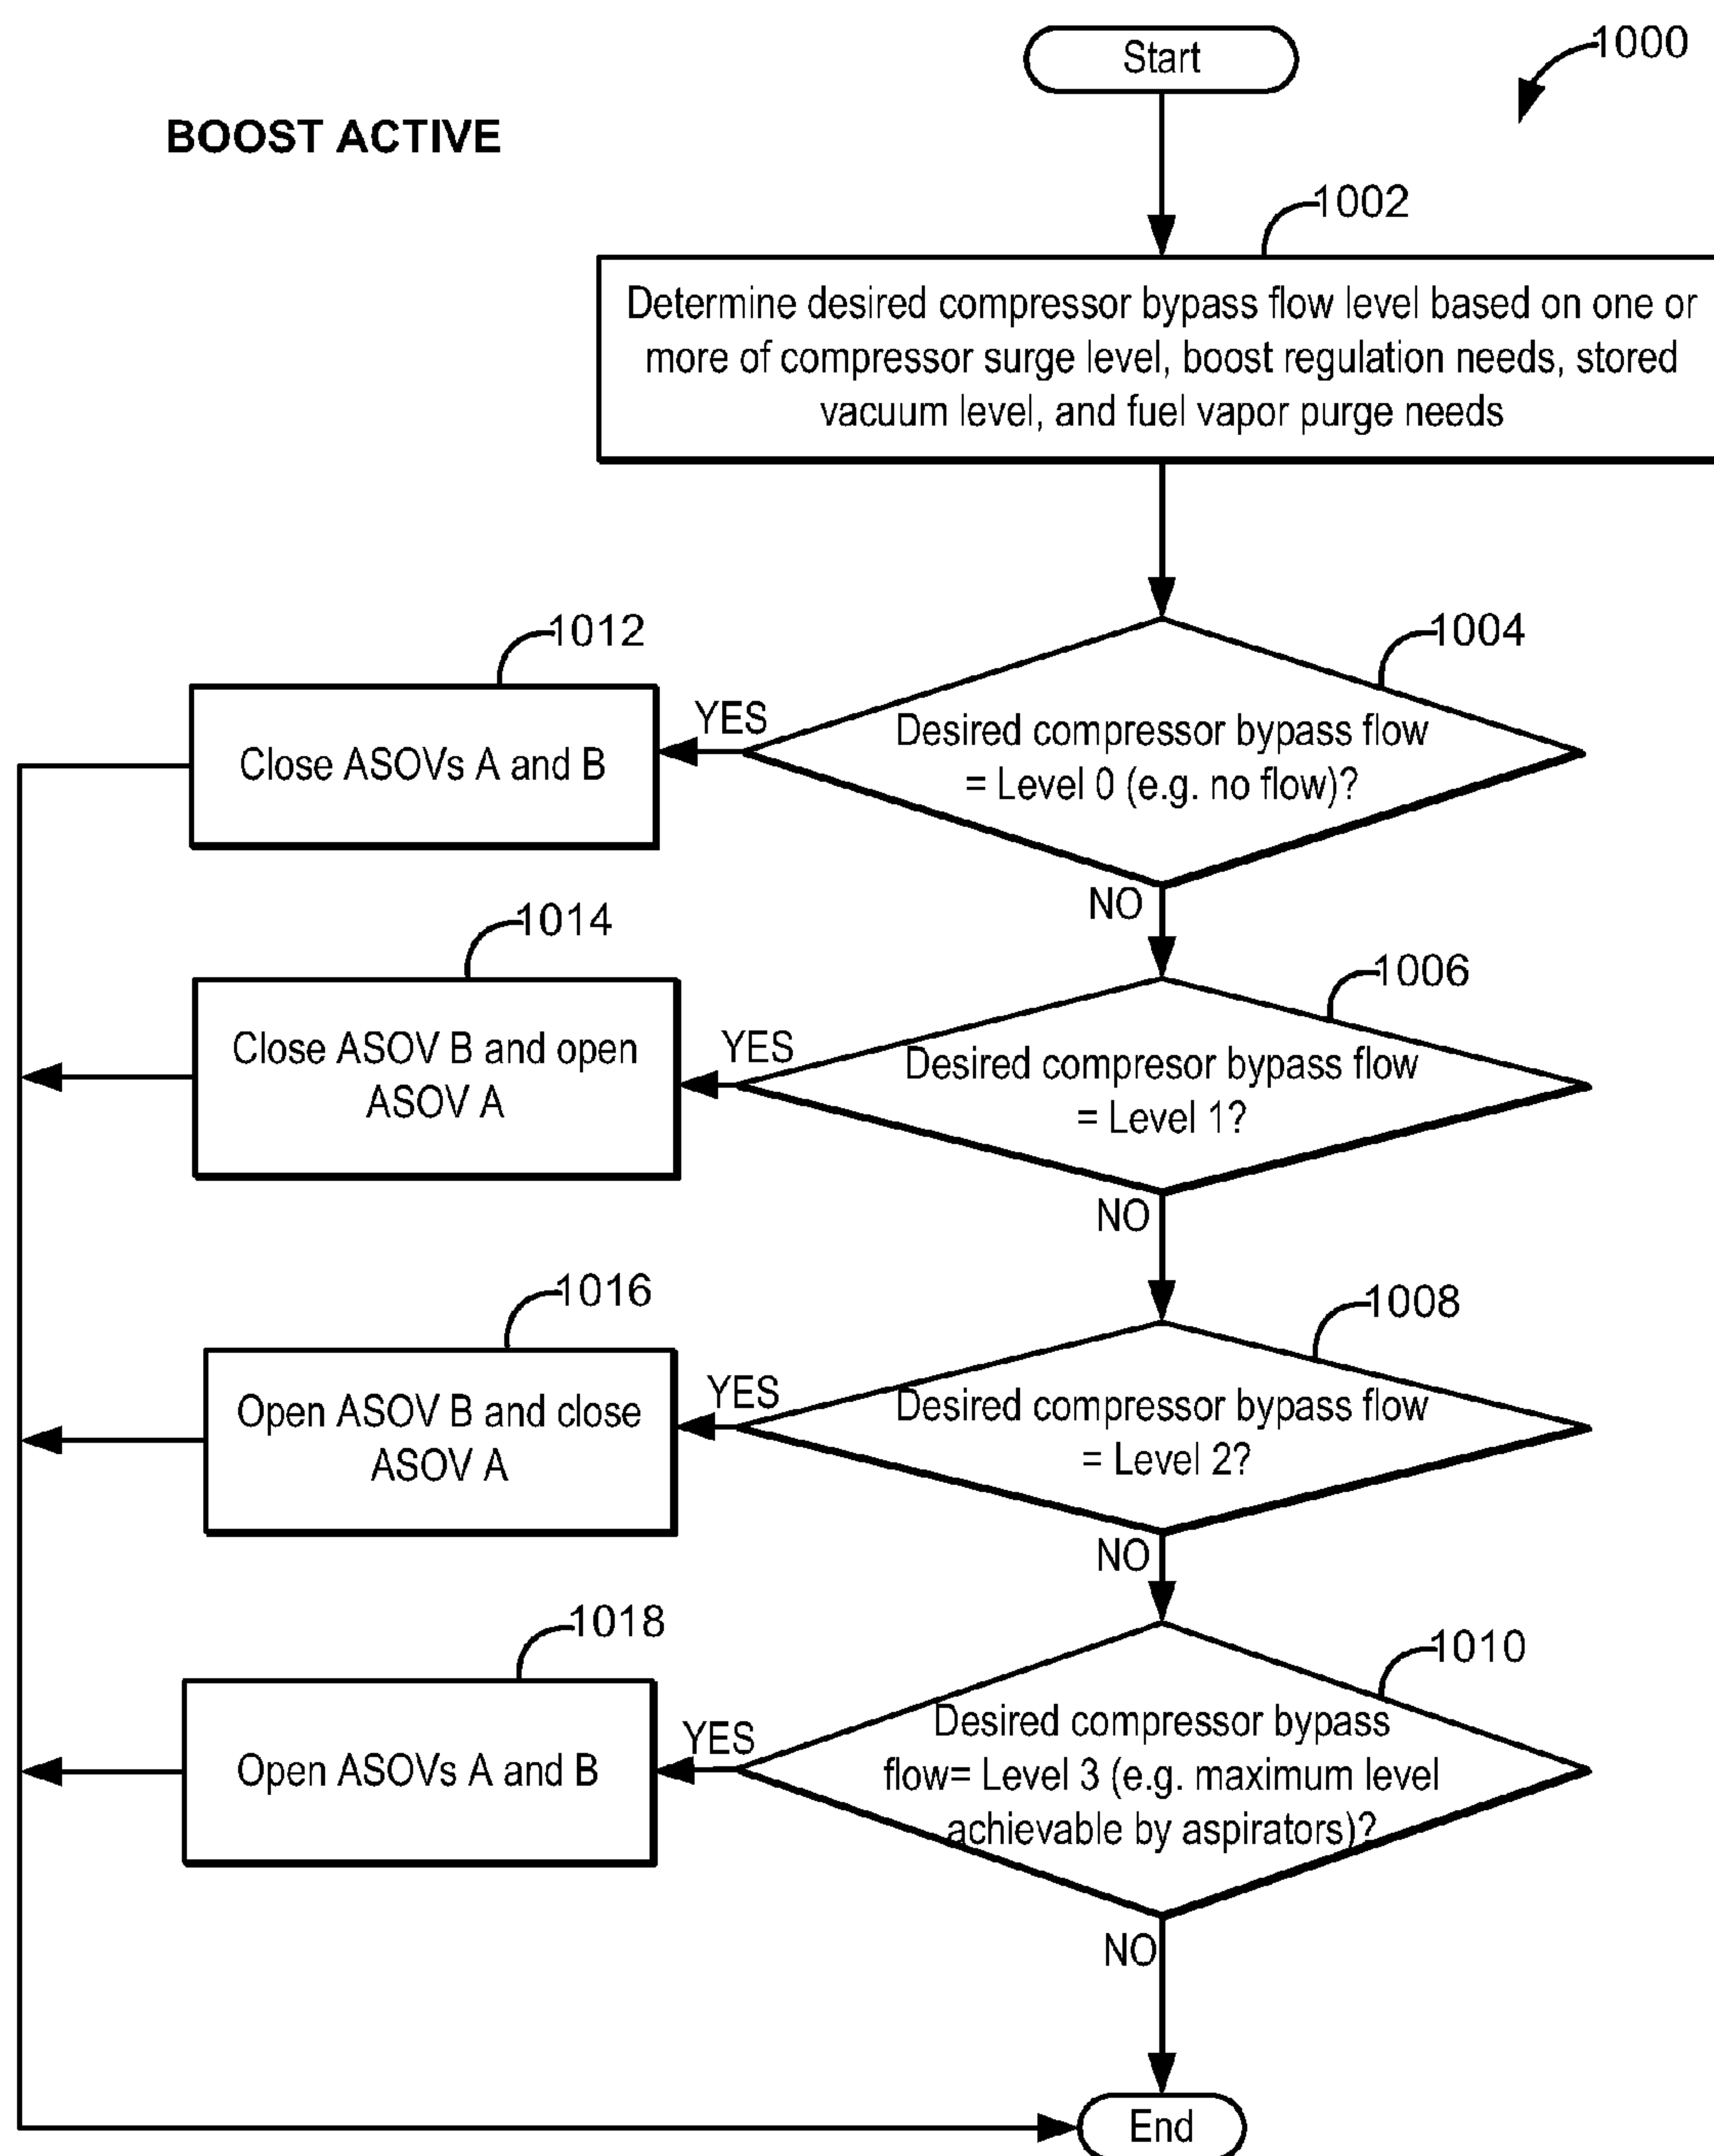 Start
1000
BOOST ACTIVE
1002
Determine desired compressor bypass flow level based on one or
more of compressor surge level, boost regulation needs, stored
vacuum level, and fuel vapor purge needs
1012
1004
Close ASOVs A and B
YES
Desired compressor bypass flow
= Level 0 (e.g. no flow)?
NO
1014
1006
Close ASOV B and open
ASOV A
YES
Desired compresor bypass flow
= Level 1?
NO
1016
1008
Open ASOV B and close
ASOV A
YES
Desired compressor bypass flow
= Level 2?
NO
1018
1010
Open ASOVs A and B
YES
Desired compressor bypass
flow= Level 3 (e.g. maximum level
achievable by aspirators)?
NO
End